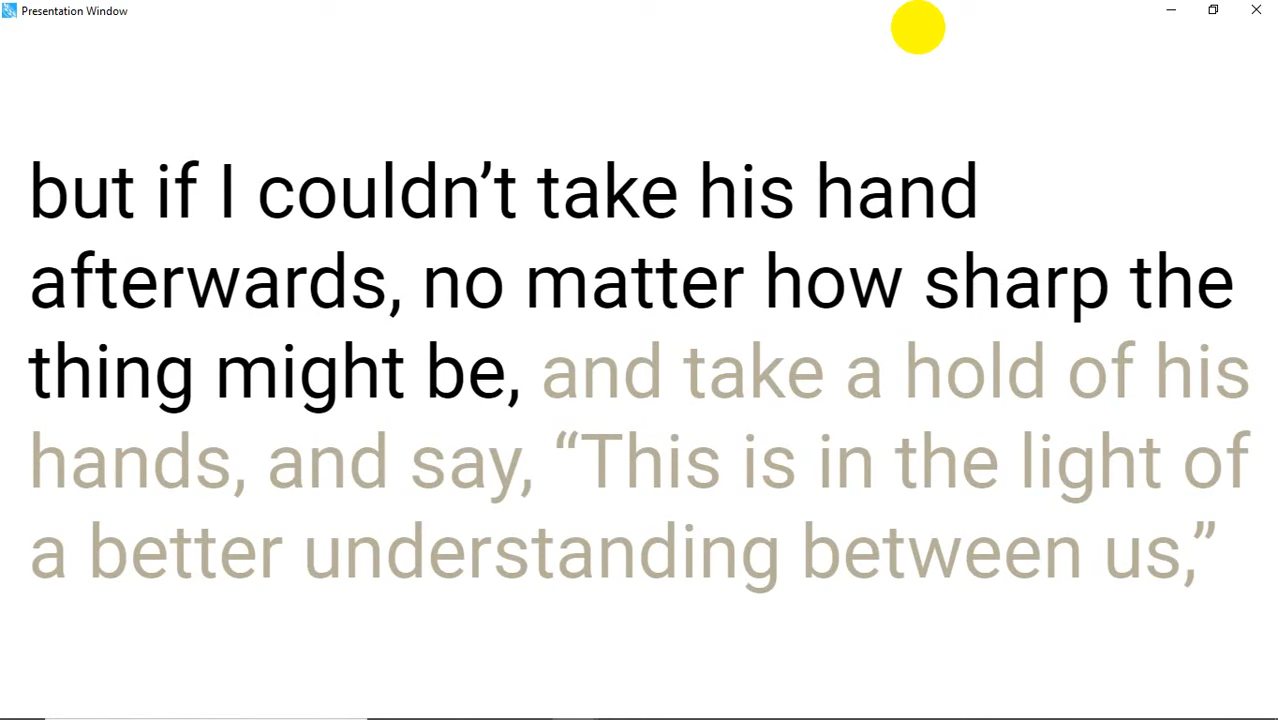 Presentation Window
but if I couldn’t take his hand
afterwards, no matter how sharp the
thing might be, and take a hold of his
hands, and say, “This is in the light of
a better understanding between us,”